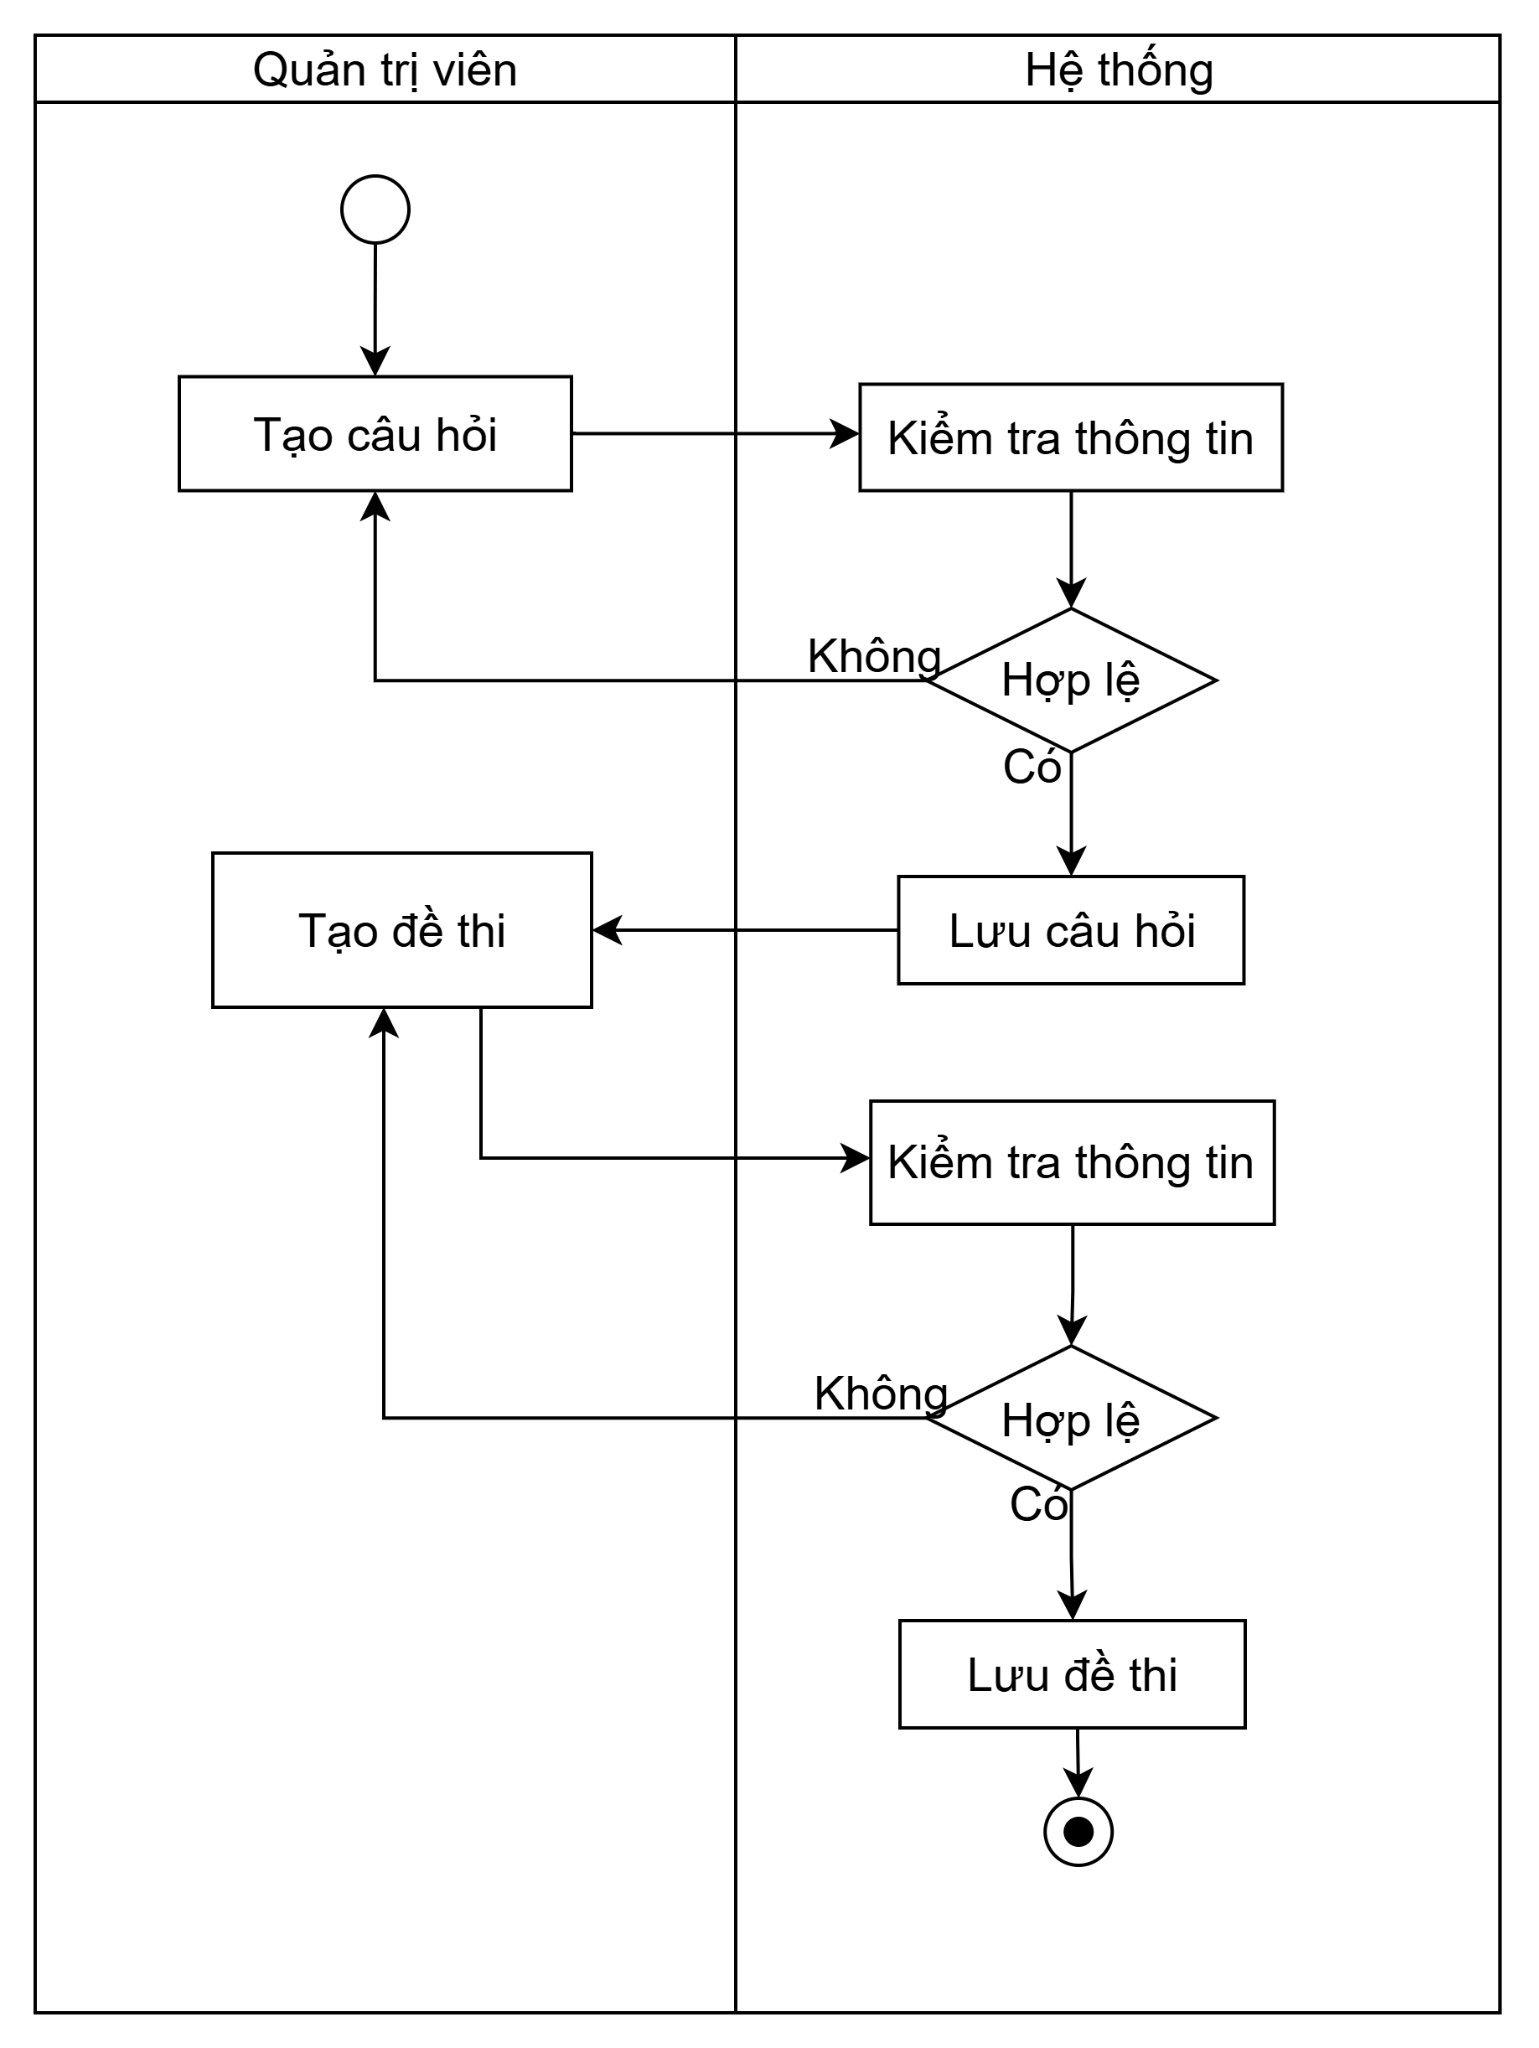 Quản trị viên
Hệ thống
Tạo câu hỏi
Kiểm tra thông tin
Không
Hợp lệ
Có
Tạo đề thi
Lưu câu hỏi
Kiểm tra thông tin
Không
Hợp lệ
Có
Lưu đề thi